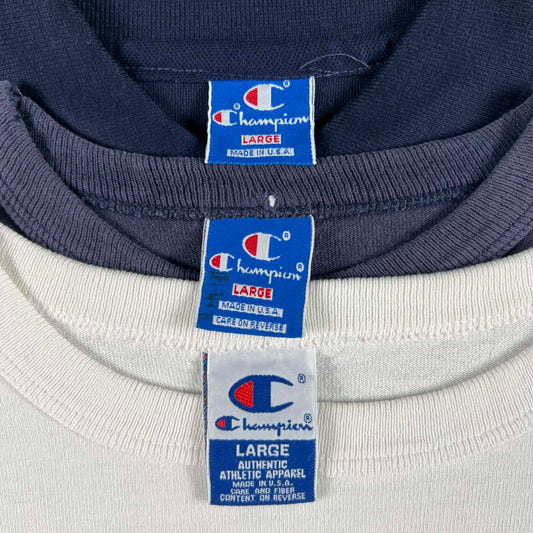 Champion®
LARGE
MADE IN U.S.A.
®
Champion
LARGE
MADE IN U.S.A.
CARE ON REVERSE
®
Champion
LARGE
AUTHENTIC
ATHLETIC APPAREL
MADE IN U.S.A.
CARE AND FIBER
CONTENT ON REVERSE